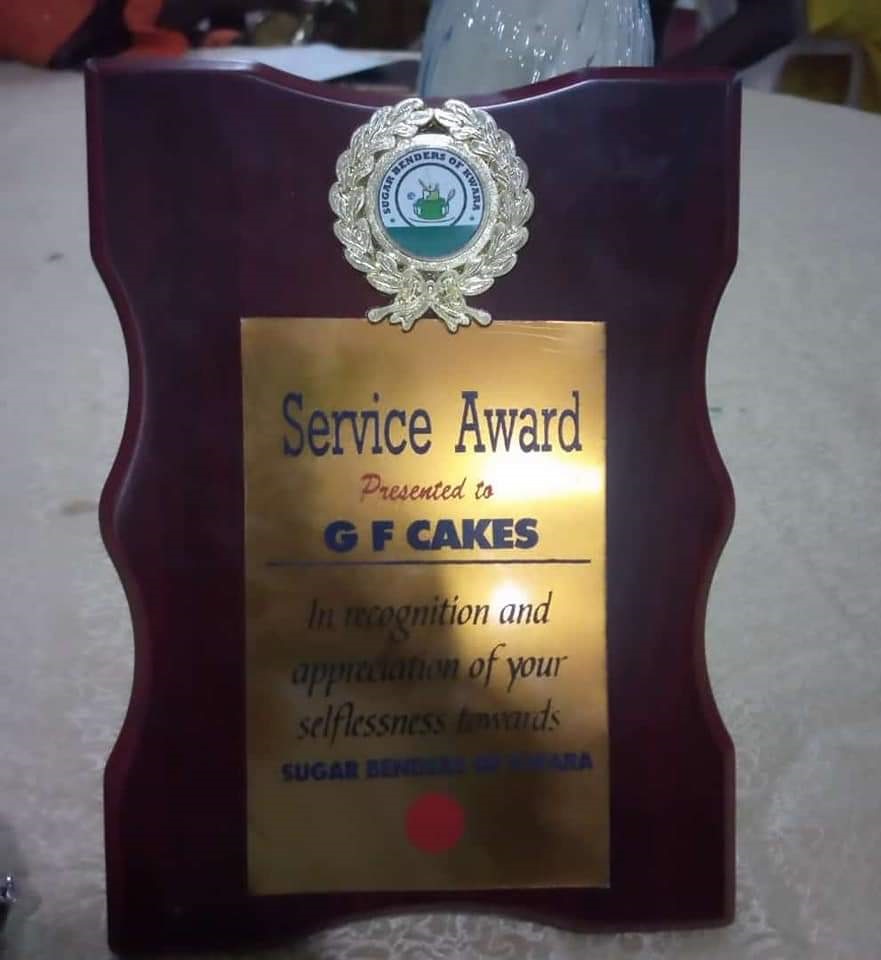 SUGAR BENDERS OF KWARA
Service Award
Presented to
G F CAKES
In recognition and
appreciation of your
selflessness towards
SUGAR BENDERS OF KWARA